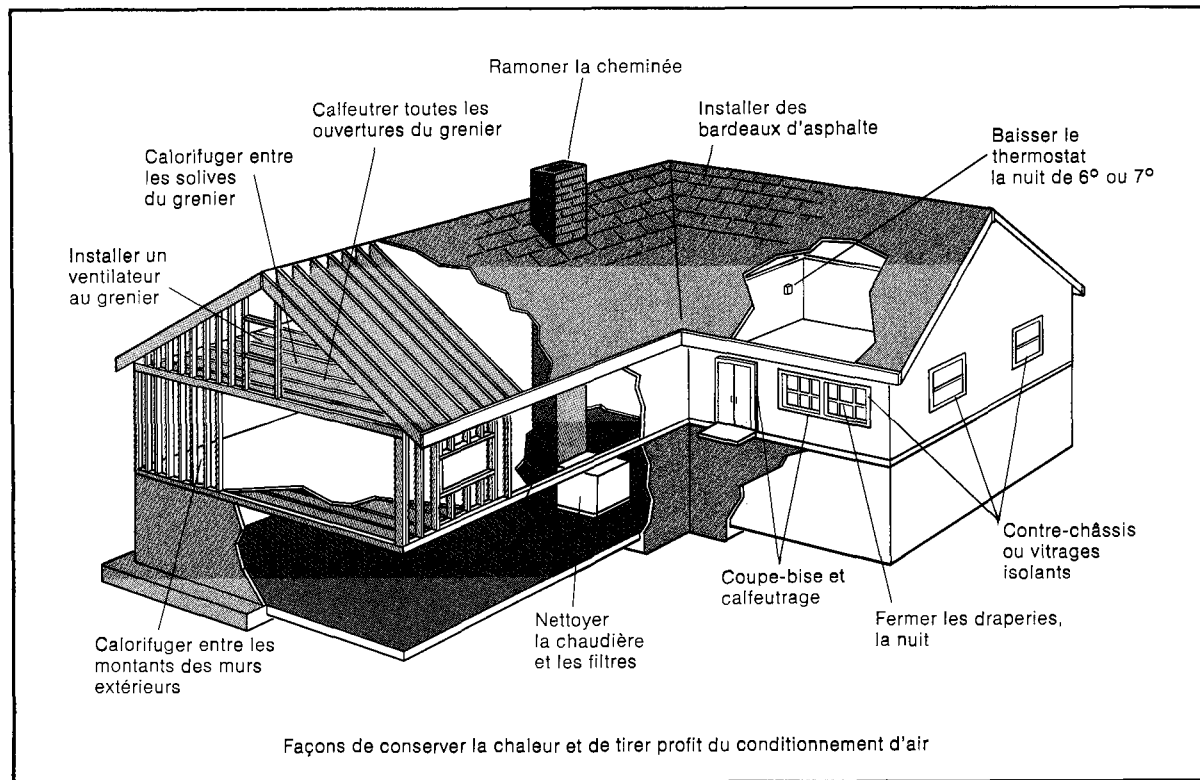 Ramoner la cheminée
Calfeutrer toutes les
ouvertures du grenier
Installer des
bardeaux d'asphalte
Baisser le
thermostat
la nuit de 6° ou 7°
Calorifuger entre
les solives
du grenier
Installer un
ventilateur
au grenier
Contre-châssis
ou vitrages
isolants
Coupe-bise et
calfeutrage
Fermer les draperies,
la nuit
Nettoyer
la chaudière
et les filtres
Calorifuger entre les
montants des murs
extérieurs
Façons de conserver la chaleur et de tirer profit du conditionnement d'air